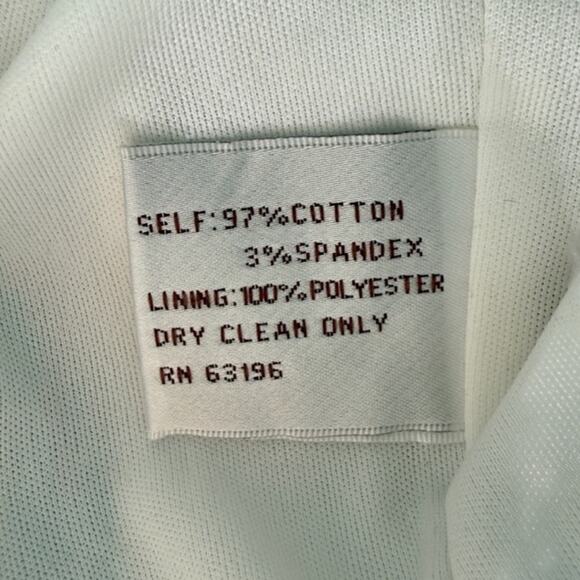 SELF:97%COTTON
3%SPANDEX
LINING:100%POLYESTER
DRY CLEAN ONLY
RN 63196